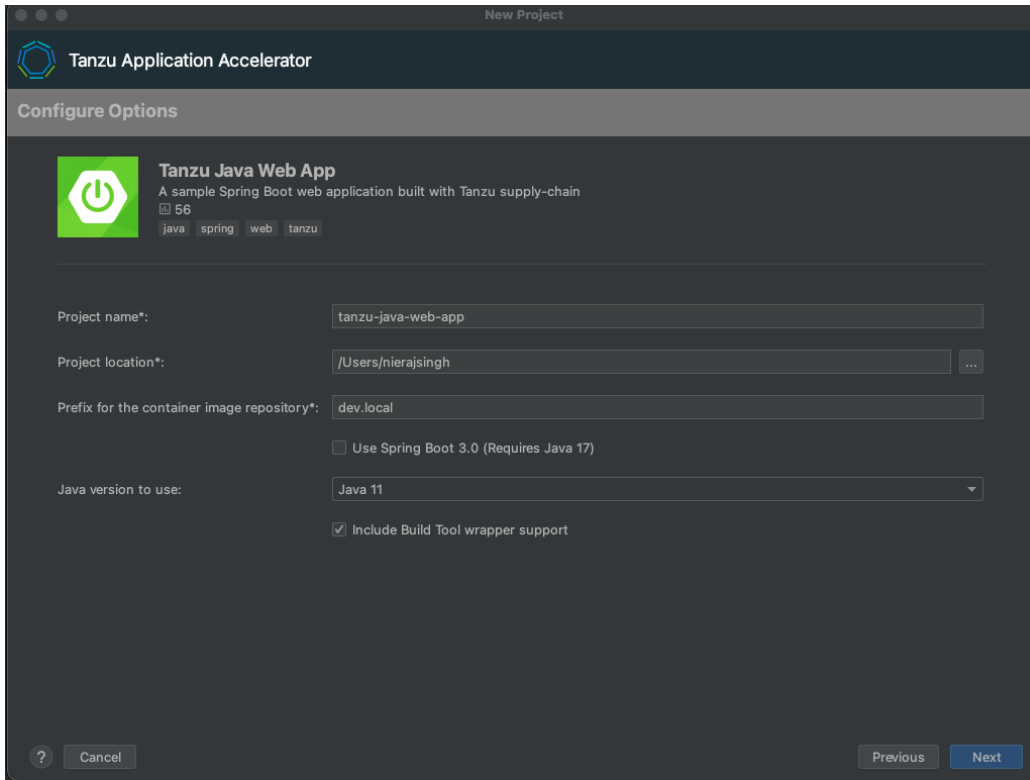 New Project
Tanzu Application Accelerator
Configure Options
Tanzu Java Web App
A sample Spring Boot web application built with Tanzu supply-chain
56
java spring web tanzu
Project name*: tanzu-java-web-app
Project location*: /Users/nierajsingh ...
Prefix for the container image repository*: dev.local
Use Spring Boot 3.0 (Requires Java 17)
Java version to use: Java 11
Include Build Tool wrapper support
? Cancel Previous Next